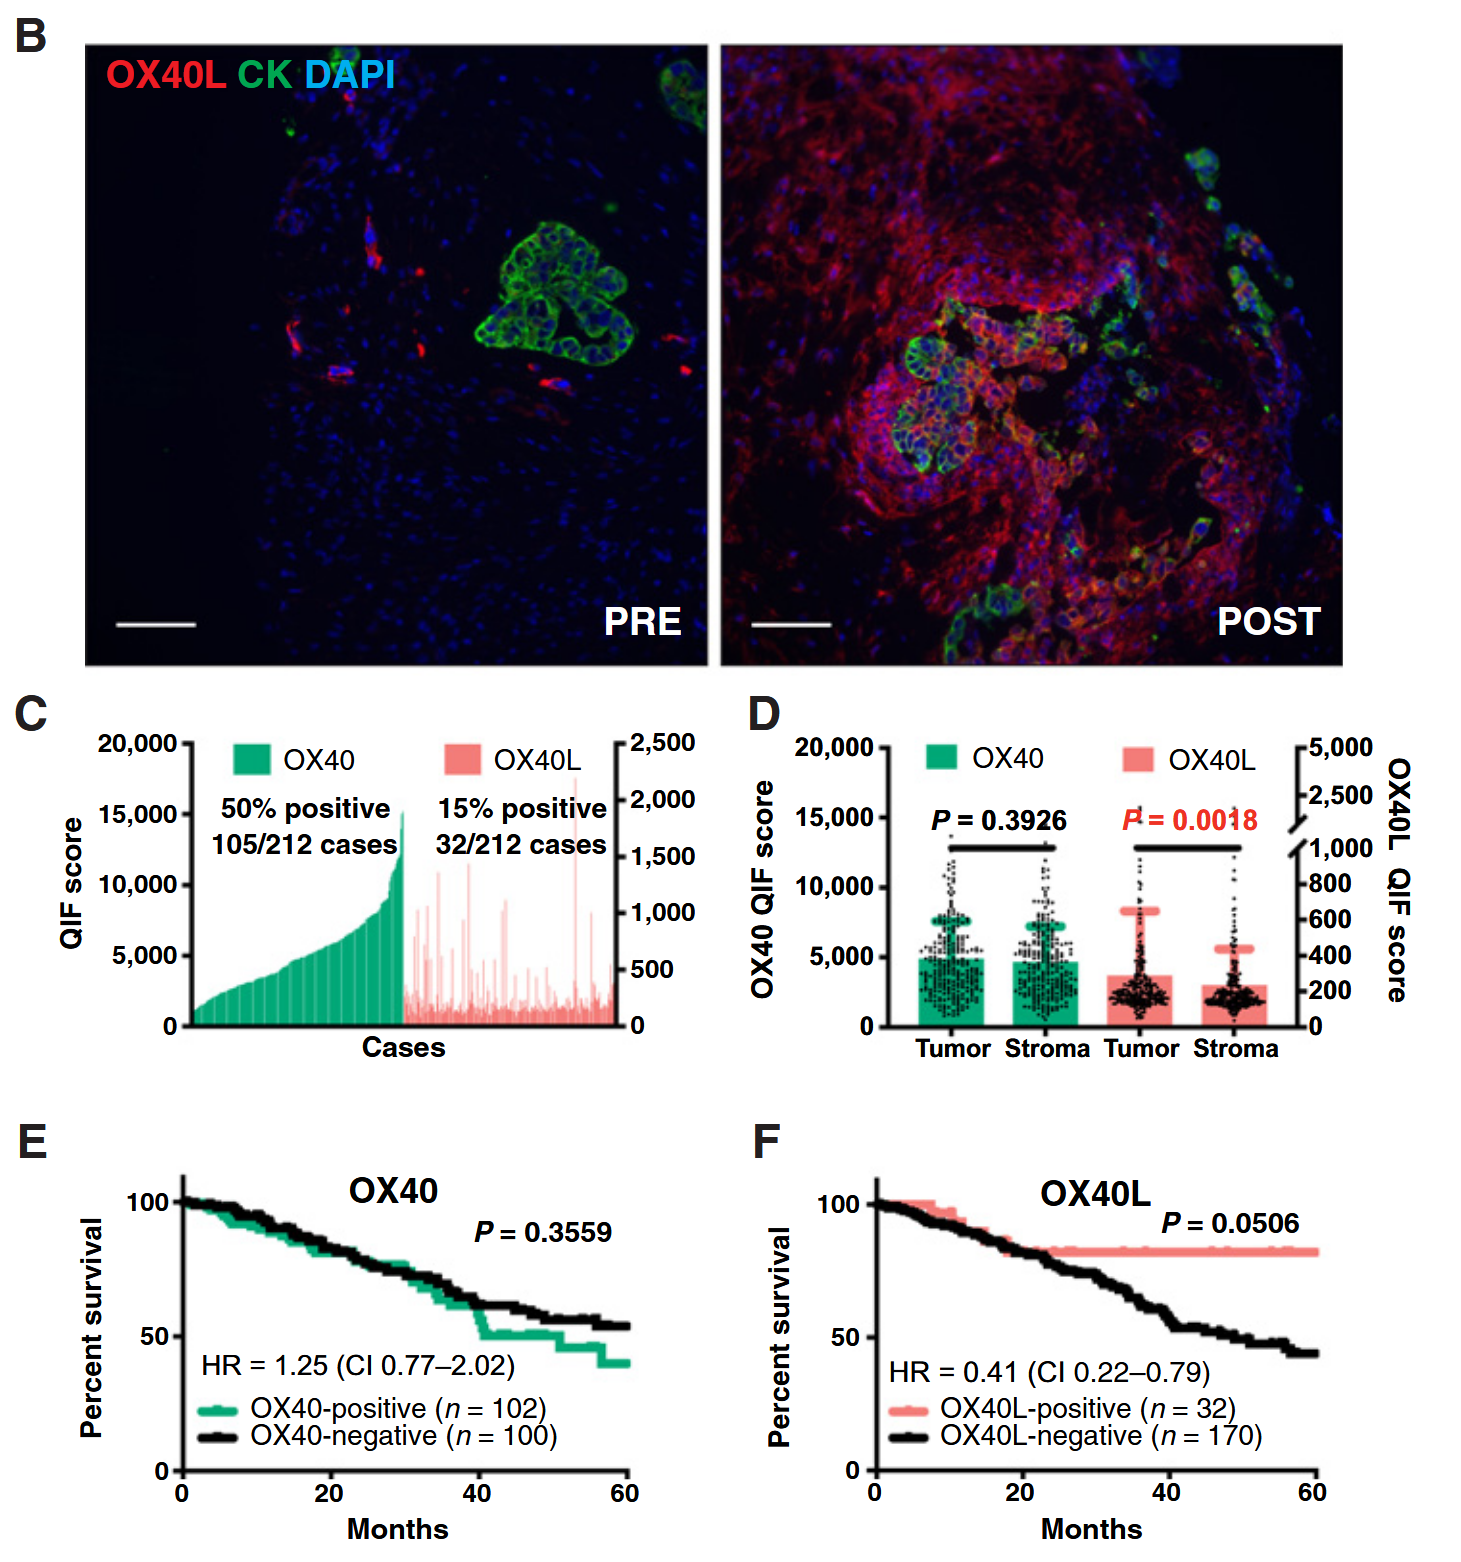 B
OX40L CK DAPI
PRE
POST
C
20,000
15,000
10,000
5,000
0
QIF score
OX40
50% positive
105/212 cases
OX40L
15% positive
32/212 cases
2,500
2,000
1,500
1,000
500
0
Cases
D
20,000
15,000
10,000
5,000
0
OX40 QIF score
OX40
P = 0.3926
OX40L
P = 0.0018
5,000
2,500
1,000
800
600
400
200
0
OX40L QIF score
Tumor Stroma Tumor Stroma
E
OX40
P = 0.3559
Percent survival
100
50
0
HR = 1.25 (CI 0.77–2.02)
OX40-positive (n = 102)
OX40-negative (n = 100)
0 20 40 60
Months
F
OX40L
P = 0.0506
Percent survival
100
50
0
HR = 0.41 (CI 0.22–0.79)
OX40L-positive (n = 32)
OX40L-negative (n = 170)
0 20 40 60
Months